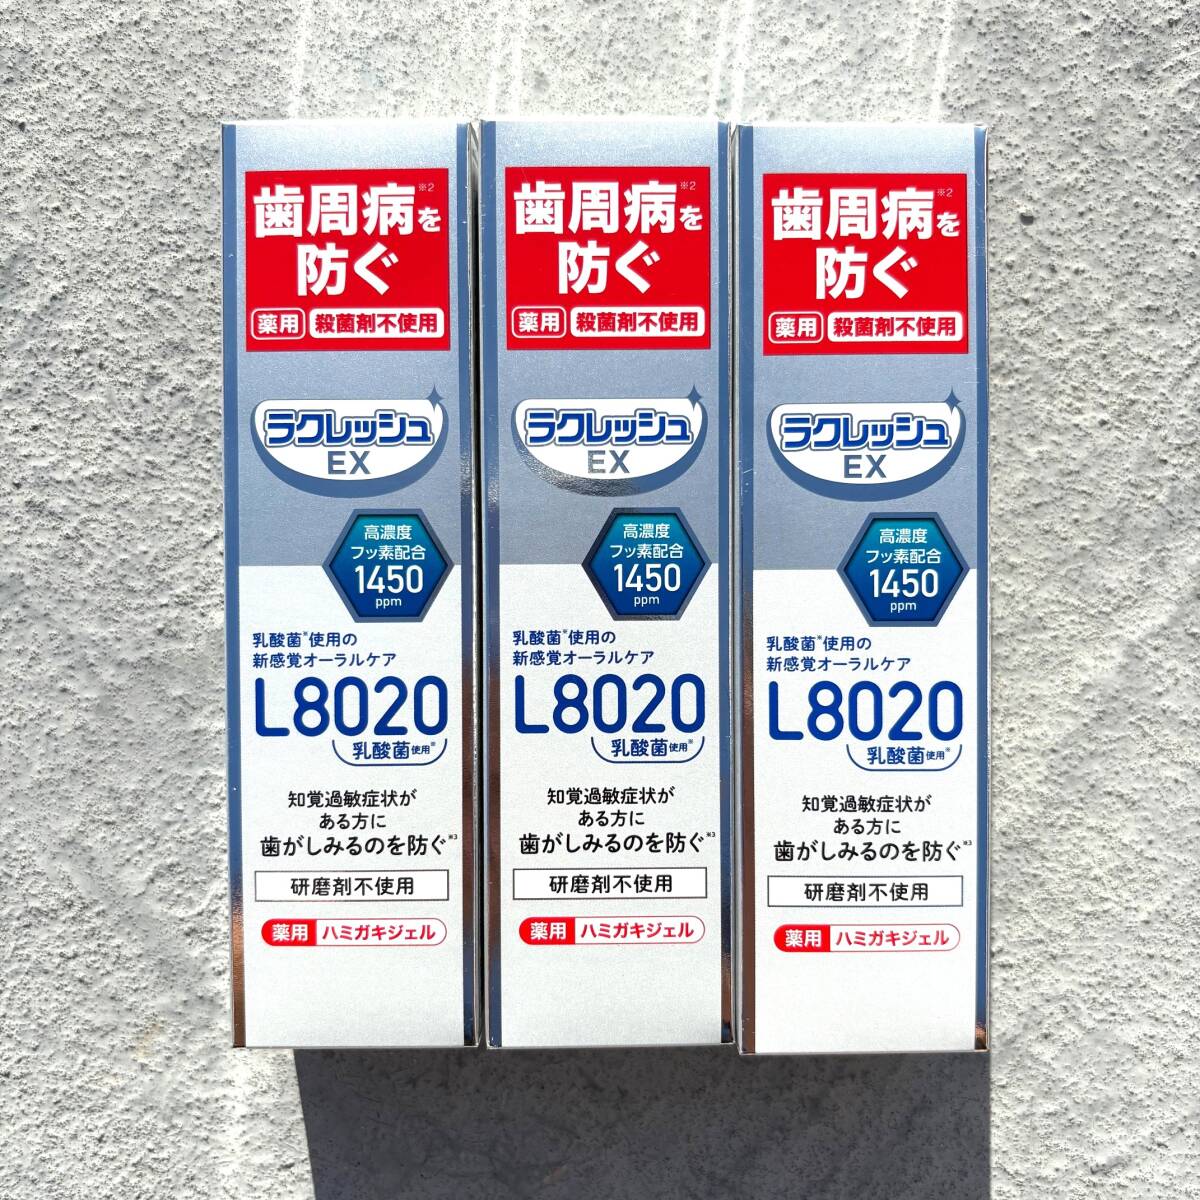 歯周病を※2
防ぐ
薬用 殺菌剤不使用
ラクレッシュ
EX
高濃度
フッ素配合
1450
ppm
乳酸菌※使用の
新感覚オーラルケア
L8020
乳酸菌使用※
知覚過敏症状が
ある方に
歯がしみるのを防ぐ※3
研磨剤不使用
薬用 ハミガキジェル
歯周病を※2
防ぐ
薬用 殺菌剤不使用
ラクレッシュ
EX
高濃度
フッ素配合
1450
ppm
乳酸菌※使用の
新感覚オーラルケア
L8020
乳酸菌使用※
知覚過敏症状が
ある方に
歯がしみるのを防ぐ※3
研磨剤不使用
薬用 ハミガキジェル
歯周病を※2
防ぐ
薬用 殺菌剤不使用
ラクレッシュ
EX
高濃度
フッ素配合
1450
ppm
乳酸菌※使用の
新感覚オーラルケア
L8020
乳酸菌使用※
知覚過敏症状が
ある方に
歯がしみるのを防ぐ※3
研磨剤不使用
薬用 ハミガキジェル